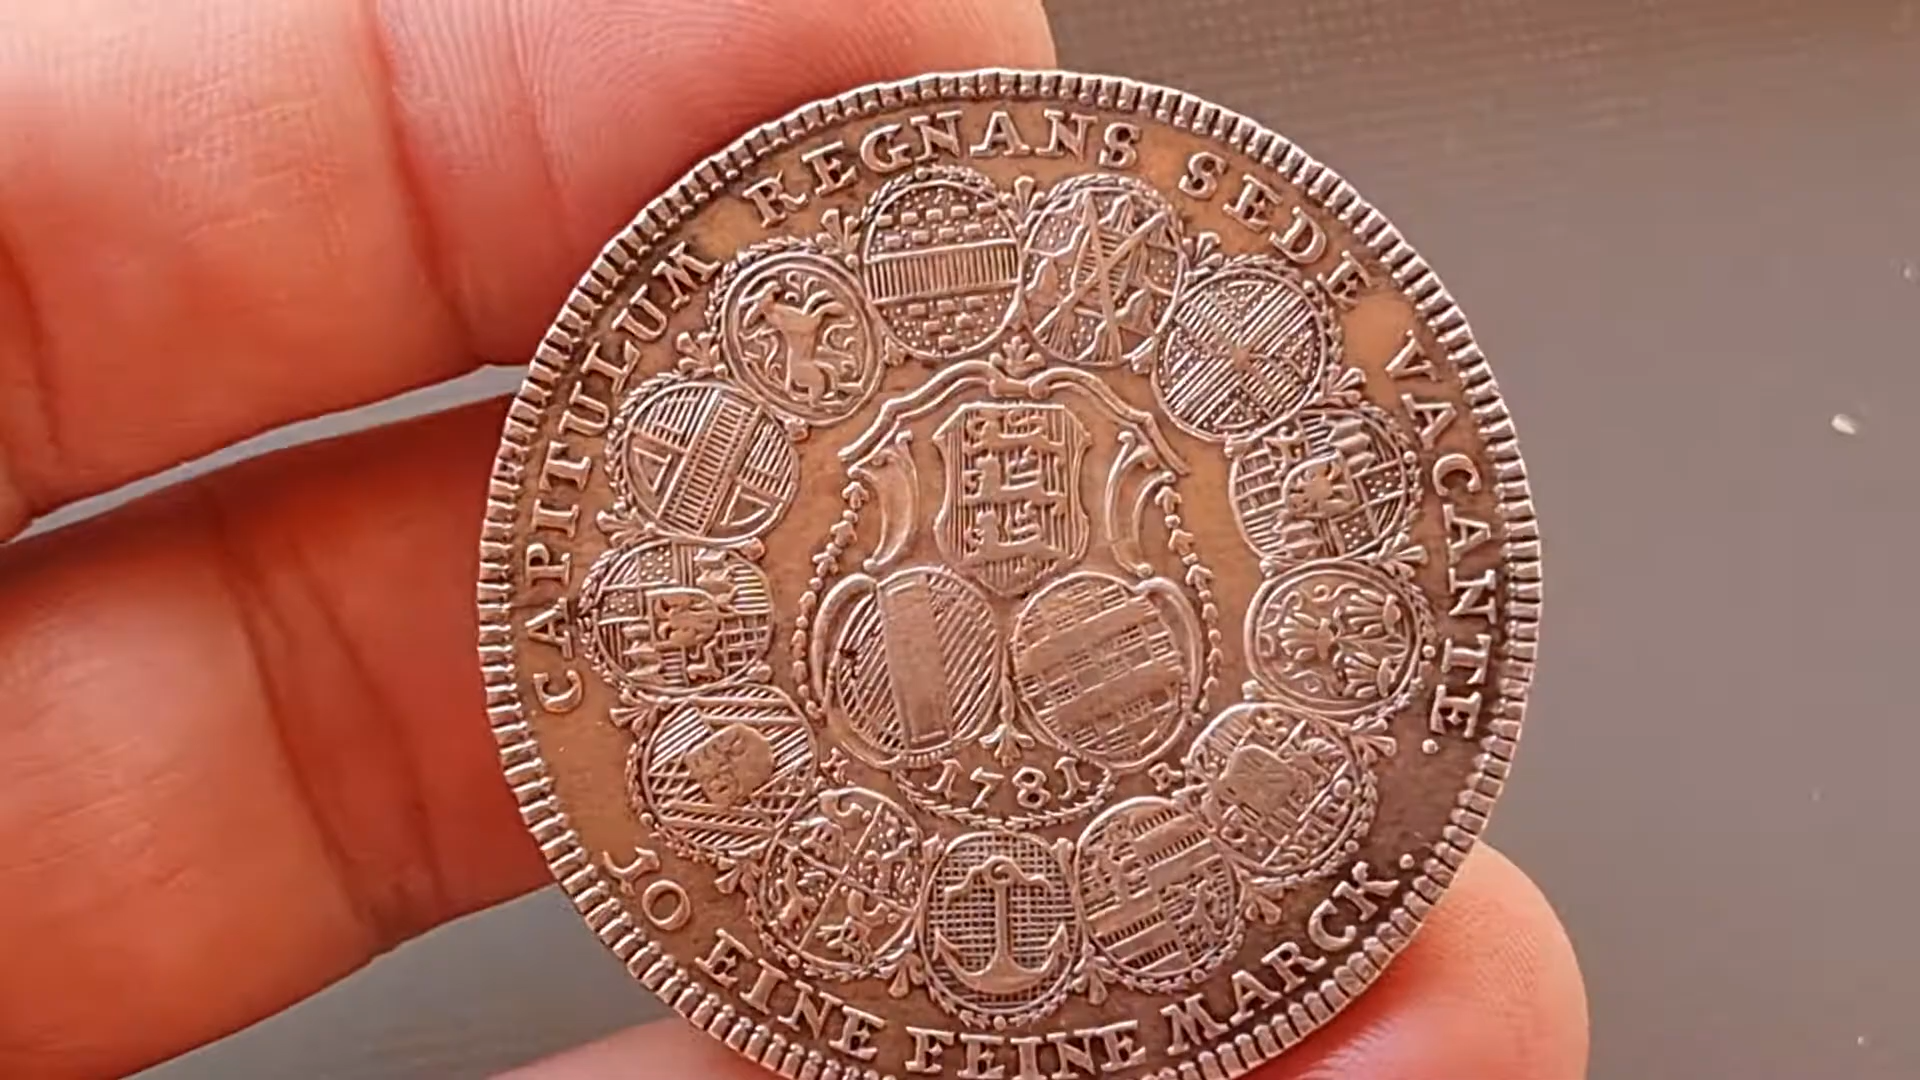 CAPITULUM REGNANS SEDE VACANTE.
1781
10 EINE FEINE MARCK.